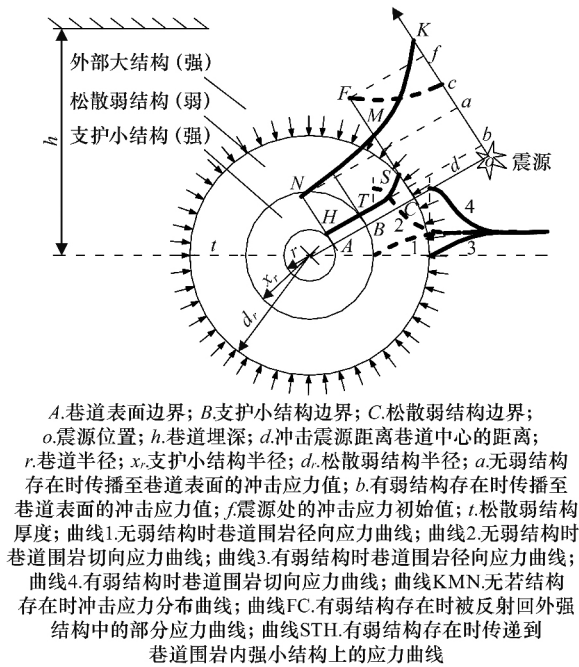 K
f
外部大结构(强)
F
c
松散弱结构(弱)
M
a
h
支护小结构(强)
b
d
o
震源
S
N
T
C
4
H
2
B
A
t
r
1
3
x_r
d_r
A.巷道表面边界; B.支护小结构边界; C.松散弱结构边界;
o.震源位置; h.巷道埋深; d.冲击震源距离巷道中心的距离;
r.巷道半径; x_r.支护小结构半径; d_r.松散弱结构半径; a.无弱结构
存在时传播至巷道表面的冲击应力值; b.有弱结构存在时传播至
巷道表面的冲击应力值; f.震源处的冲击应力初始值; t.松散弱结构
厚度; 曲线1.无弱结构时巷道围岩径向应力曲线; 曲线2.无弱结构时
巷道围岩切向应力曲线; 曲线3.有弱结构时巷道围岩径向应力曲线;
曲线4.有弱结构时巷道围岩切向应力曲线; 曲线KMN.无若结构
存在时冲击应力分布曲线; 曲线FC.有弱结构存在时被反射回外强
结构中的部分应力曲线; 曲线STH.有弱结构存在时传递到
巷道围岩内强小结构上的应力曲线